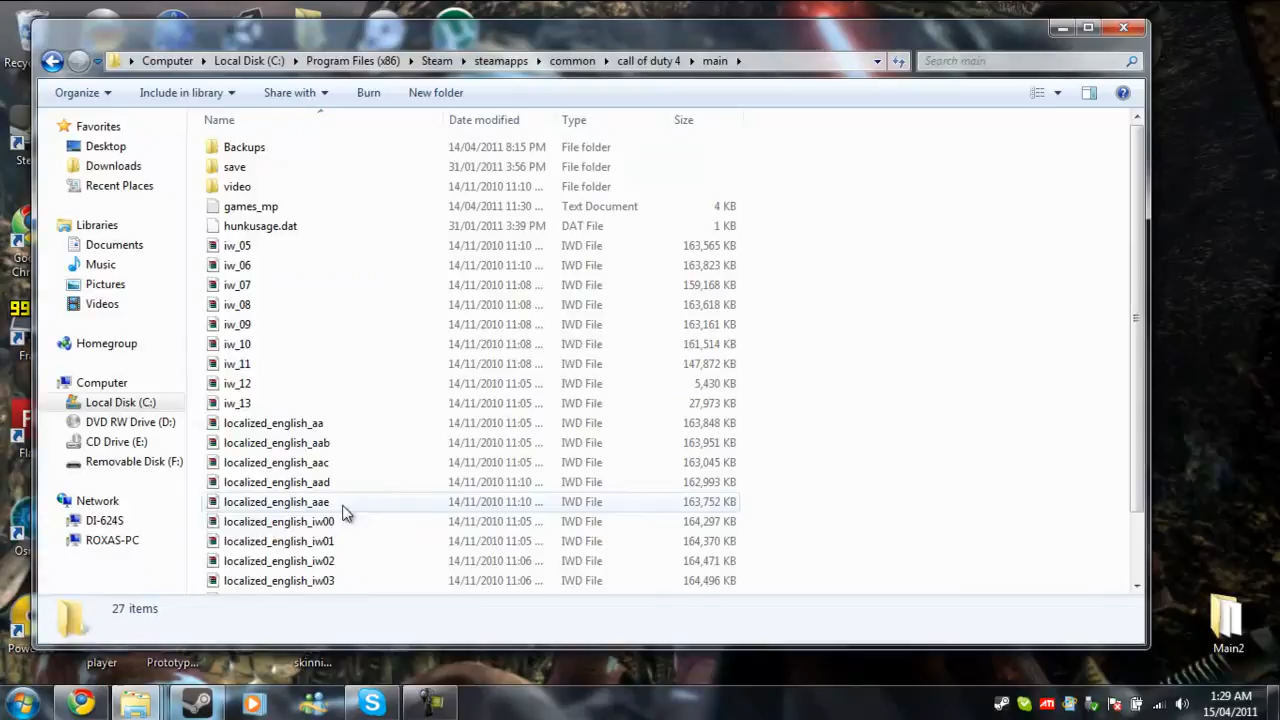 Computer ▸ Local Disk (C:) ▸ Program Files (x86) ▸ Steam ▸ steamapps ▸ common ▸ call of duty 4 ▸ main ▸
Search main
Organize Include in library Share with Burn New folder
Name Date modified Type Size
Favorites
Desktop
Downloads
Recent Places
Libraries
Documents
Music
Pictures
Videos
Homegroup
Computer
Local Disk (C:)
DVD RW Drive (D:)
CD Drive (E:)
Removable Disk (F:)
Network
DI-624S
ROXAS-PC
Backups 14/04/2011 8:15 PM File folder
save 31/01/2011 3:56 PM File folder
video 14/11/2010 11:10 ... File folder
games_mp 14/04/2011 11:30 ... Text Document 4 KB
hunkusage.dat 31/01/2011 3:39 PM DAT File 1 KB
iw_05 14/11/2010 11:10 ... IWD File 163,565 KB
iw_06 14/11/2010 11:10 ... IWD File 163,823 KB
iw_07 14/11/2010 11:08 ... IWD File 159,168 KB
iw_08 14/11/2010 11:08 ... IWD File 163,618 KB
iw_09 14/11/2010 11:08 ... IWD File 163,161 KB
iw_10 14/11/2010 11:08 ... IWD File 161,514 KB
iw_11 14/11/2010 11:08 ... IWD File 147,872 KB
iw_12 14/11/2010 11:05 ... IWD File 5,430 KB
iw_13 14/11/2010 11:05 ... IWD File 27,973 KB
localized_english_aa 14/11/2010 11:05 ... IWD File 163,848 KB
localized_english_aab 14/11/2010 11:05 ... IWD File 163,951 KB
localized_english_aac 14/11/2010 11:05 ... IWD File 163,045 KB
localized_english_aad 14/11/2010 11:10 ... IWD File 162,993 KB
localized_english_aae 14/11/2010 11:10 ... IWD File 163,752 KB
localized_english_iw00 14/11/2010 11:05 ... IWD File 164,297 KB
localized_english_iw01 14/11/2010 11:05 ... IWD File 164,370 KB
localized_english_iw02 14/11/2010 11:06 ... IWD File 164,471 KB
localized_english_iw03 14/11/2010 11:06 ... IWD File 164,496 KB
27 items
Main2
player Prototyp... skinni...
99
1:29 AM
15/04/2011